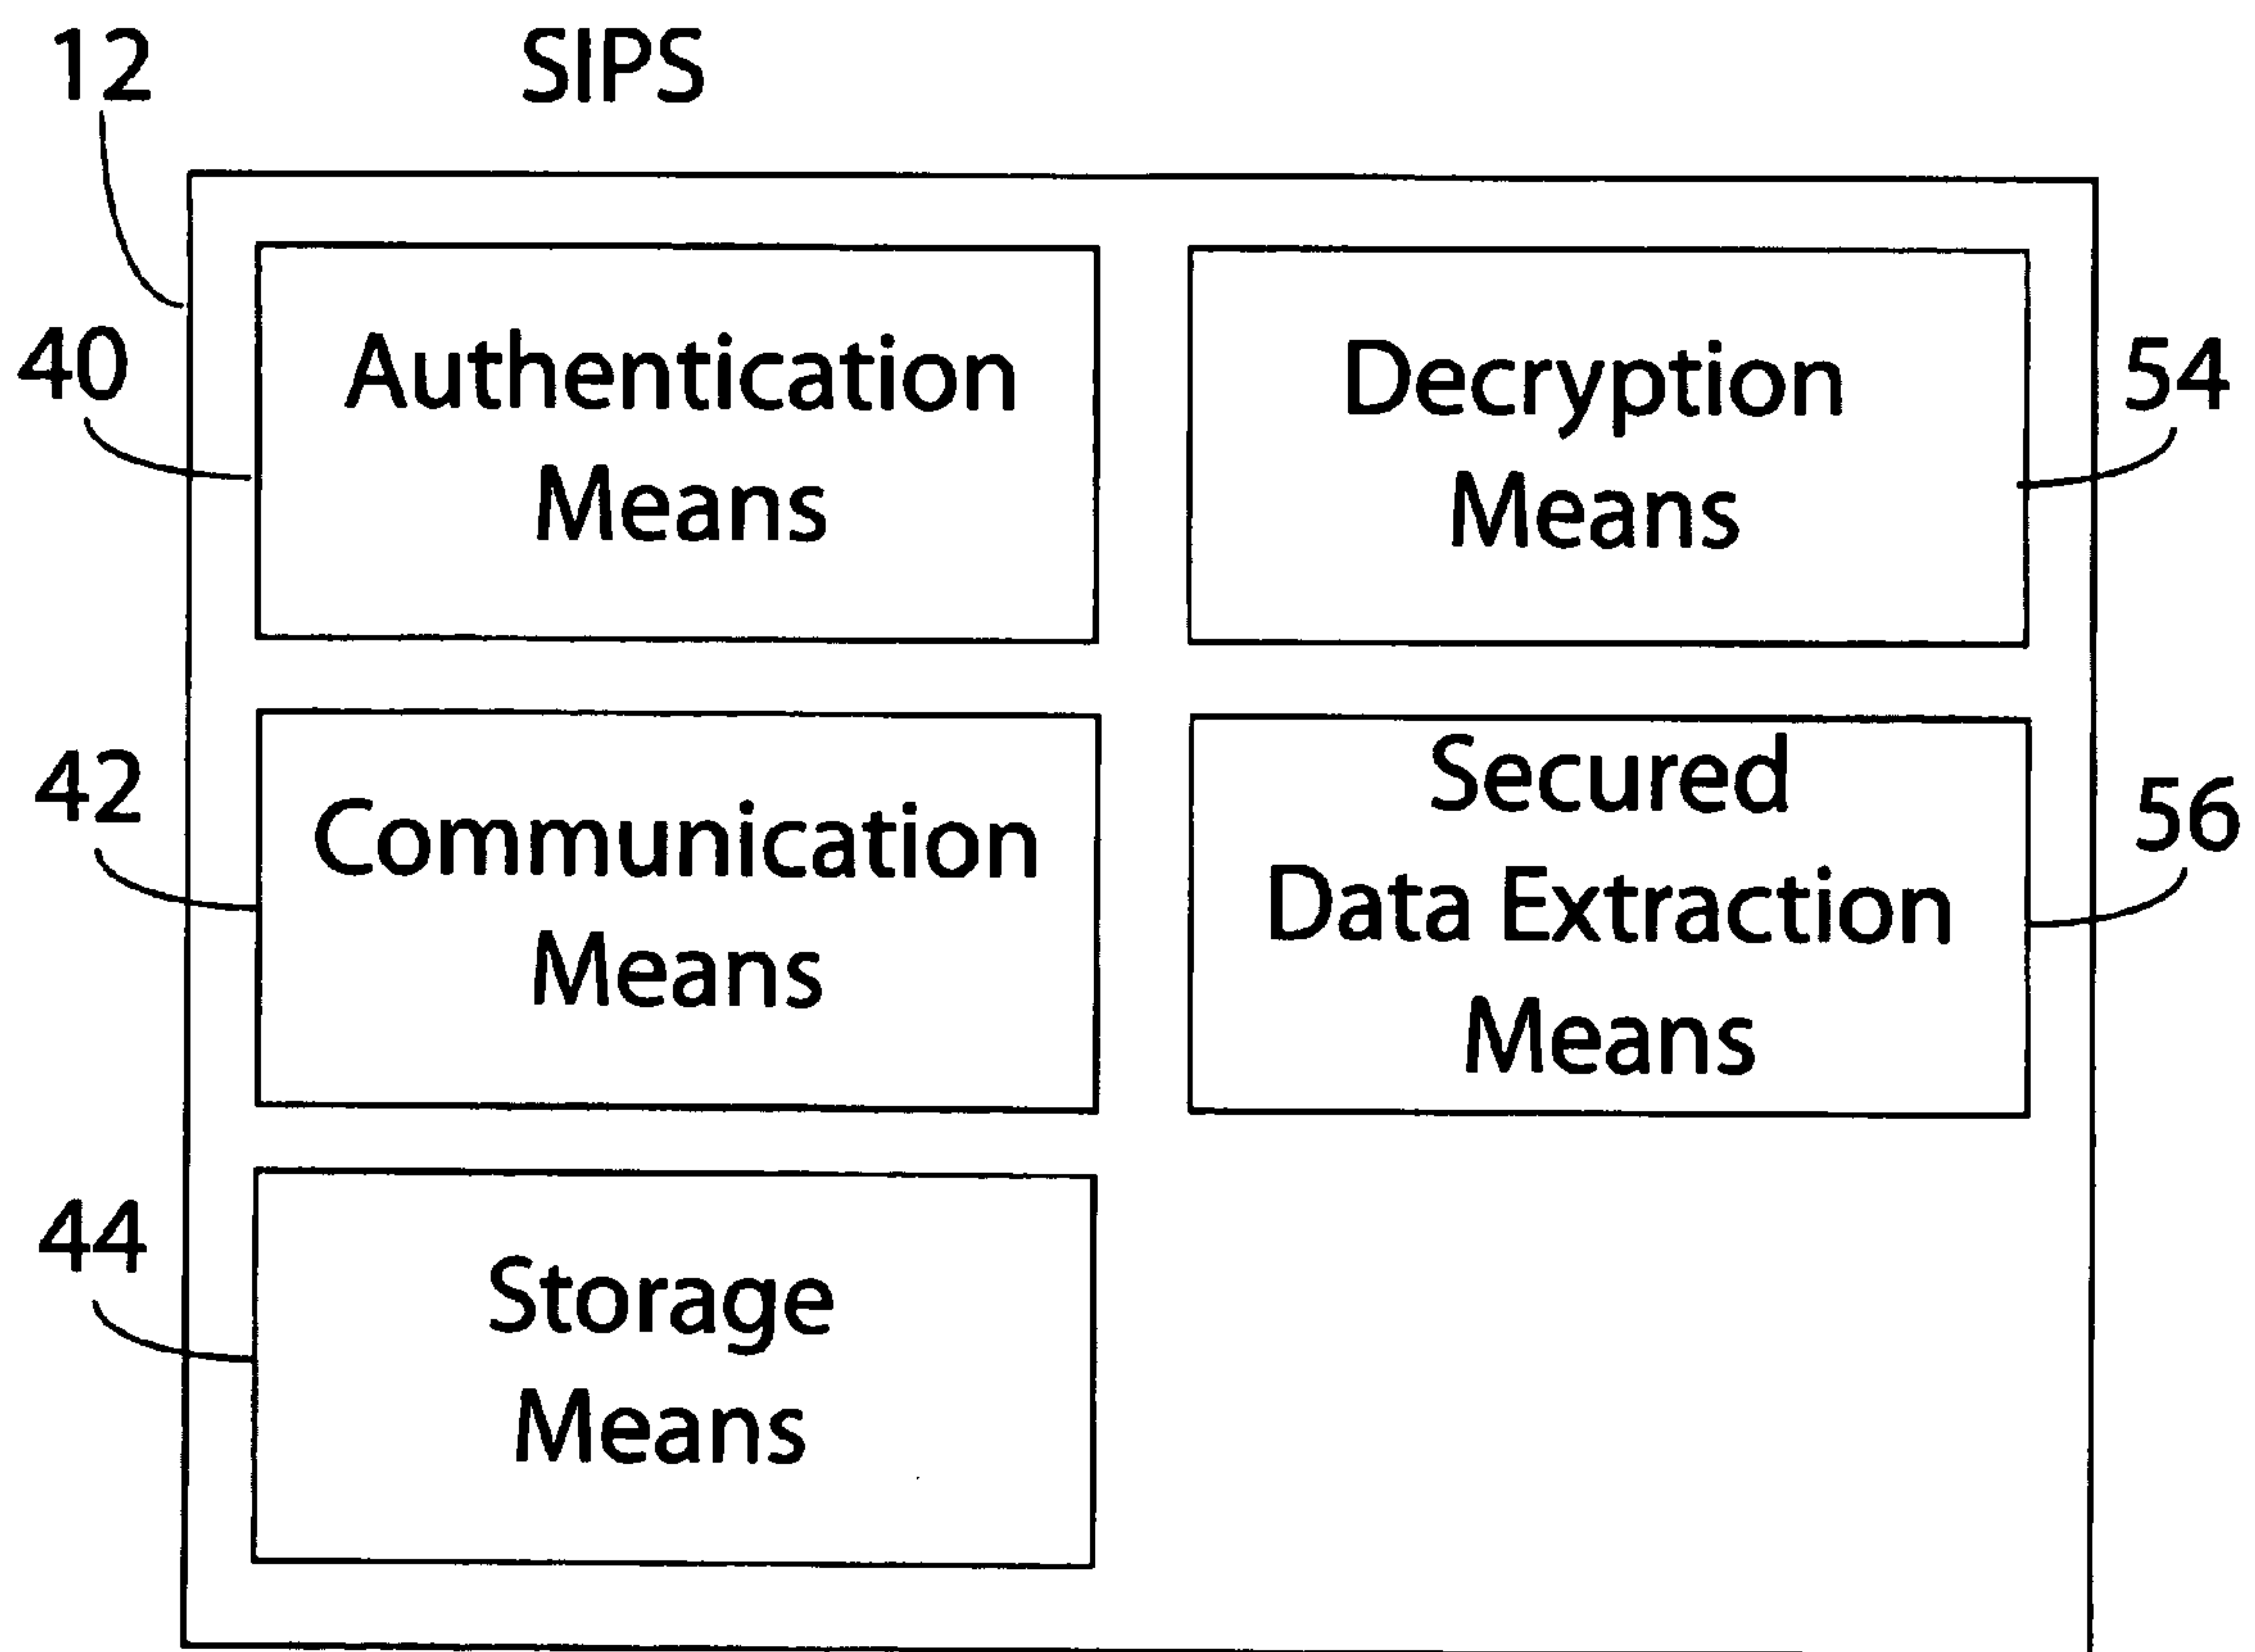 12
SIPS
40
Authentication
Means
Decryption
Means
54
42
Communication
Means
Secured
Data Extraction
Means
56
44
Storage
Means